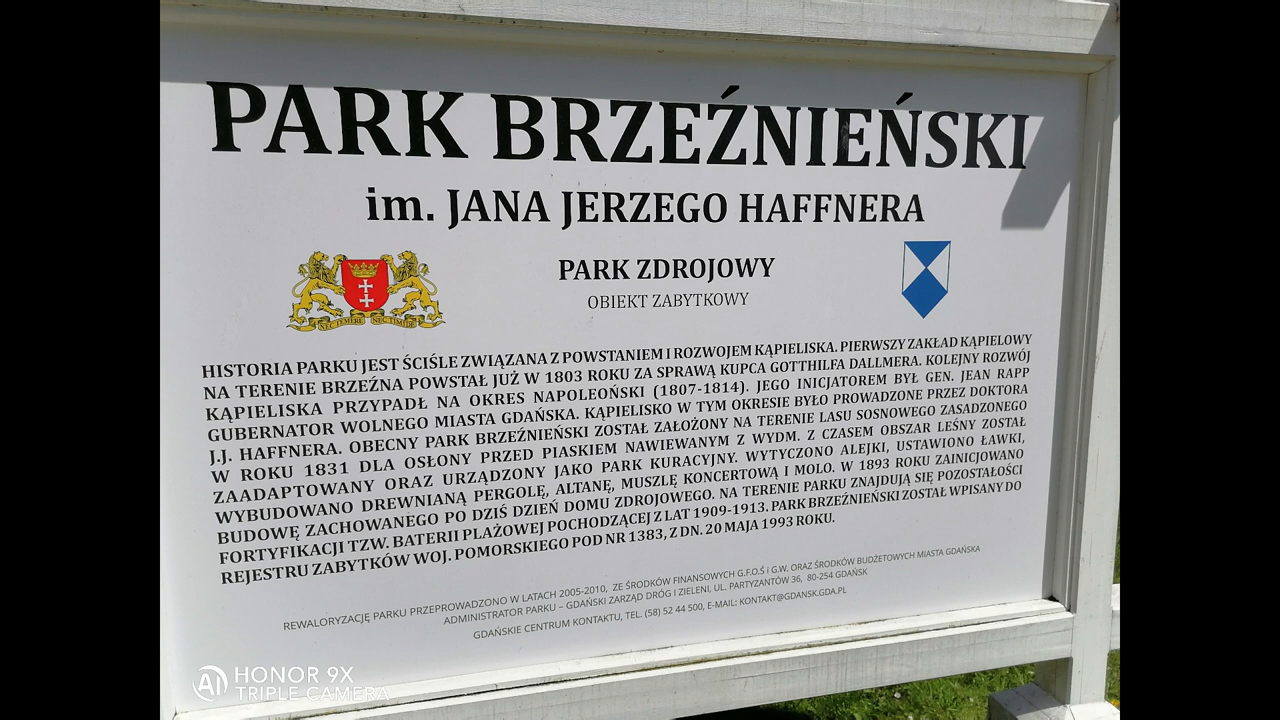 PARK BRZEŹNIEŃSKI
im. JANA JERZEGO HAFFNERA
PARK ZDROJOWY
OBIEKT ZABYTKOWY
NEC TEMERE NEC TIMIDE
HISTORIA PARKU JEST ŚCIŚLE ZWIĄZANA Z POWSTANIEM I ROZWOJEM KĄPIELISKA. PIERWSZY ZAKŁAD KĄPIELOWY
NA TERENIE BRZEŹNA POWSTAŁ JUŻ W 1803 ROKU ZA SPRAWĄ KUPCA GOTTHILFA DALLMERA. KOLEJNY ROZWÓJ
KĄPIELISKA PRZYPADŁ NA OKRES NAPOLEOŃSKI (1807-1814). JEGO INICJATOREM BYŁ GEN. JEAN RAPP
GUBERNATOR WOLNEGO MIASTA GDAŃSKA. KĄPIELISKO W TYM OKRESIE BYŁO PROWADZONE PRZEZ DOKTORA
J.J. HAFFNERA. OBECNY PARK BRZEŹNIEŃSKI ZOSTAŁ ZAŁOŻONY NA TERENIE LASU SOSNOWEGO ZASADZONEGO
W ROKU 1831 DLA OSŁONY PRZED PIASKIEM NAWIEWANYM Z WYDM. Z CZASEM OBSZAR LEŚNY ZOSTAŁ
ZAADAPTOWANY ORAZ URZĄDZONY JAKO PARK KURACYJNY. WYTYCZONO ALEJKI, USTAWIONO ŁAWKI,
WYBUDOWANO DREWNIANĄ PERGOLĘ, ALTANĘ, MUSZLĘ KONCERTOWĄ I MOLO. W 1893 ROKU ZAINICJOWANO
BUDOWĘ ZACHOWANEGO PO DZIŚ DZIEŃ DOMU ZDROJOWEGO. NA TERENIE PARKU ZNAJDUJĄ SIĘ POZOSTAŁOŚCI
FORTYFIKACJI TZW. BATERII PLAŻOWEJ POCHODZĄCEJ Z LAT 1909-1913. PARK BRZEŹNIEŃSKI ZOSTAŁ WPISANY DO
REJESTRU ZABYTKÓW WOJ. POMORSKIEGO POD NR 1383, Z DN. 20 MAJA 1993 ROKU.
REWALORYZACJĘ PARKU PRZEPROWADZONO W LATACH 2005-2010, ZE ŚRODKÓW FINANSOWYCH G.F.O.Ś i G.W. ORAZ ŚRODKÓW BUDŻETOWYCH MIASTA GDAŃSKA
ADMINISTRATOR PARKU – GDAŃSKI ZARZĄD DRÓG I ZIELENI, UL. PARTYZANTÓW 36, 80-254 GDAŃSK
GDAŃSKIE CENTRUM KONTAKTU, TEL. (58) 52 44 500, E-MAIL: KONTAKT@GDANSK.GDA.PL
AI HONOR 9X
TRIPLE CAMERA